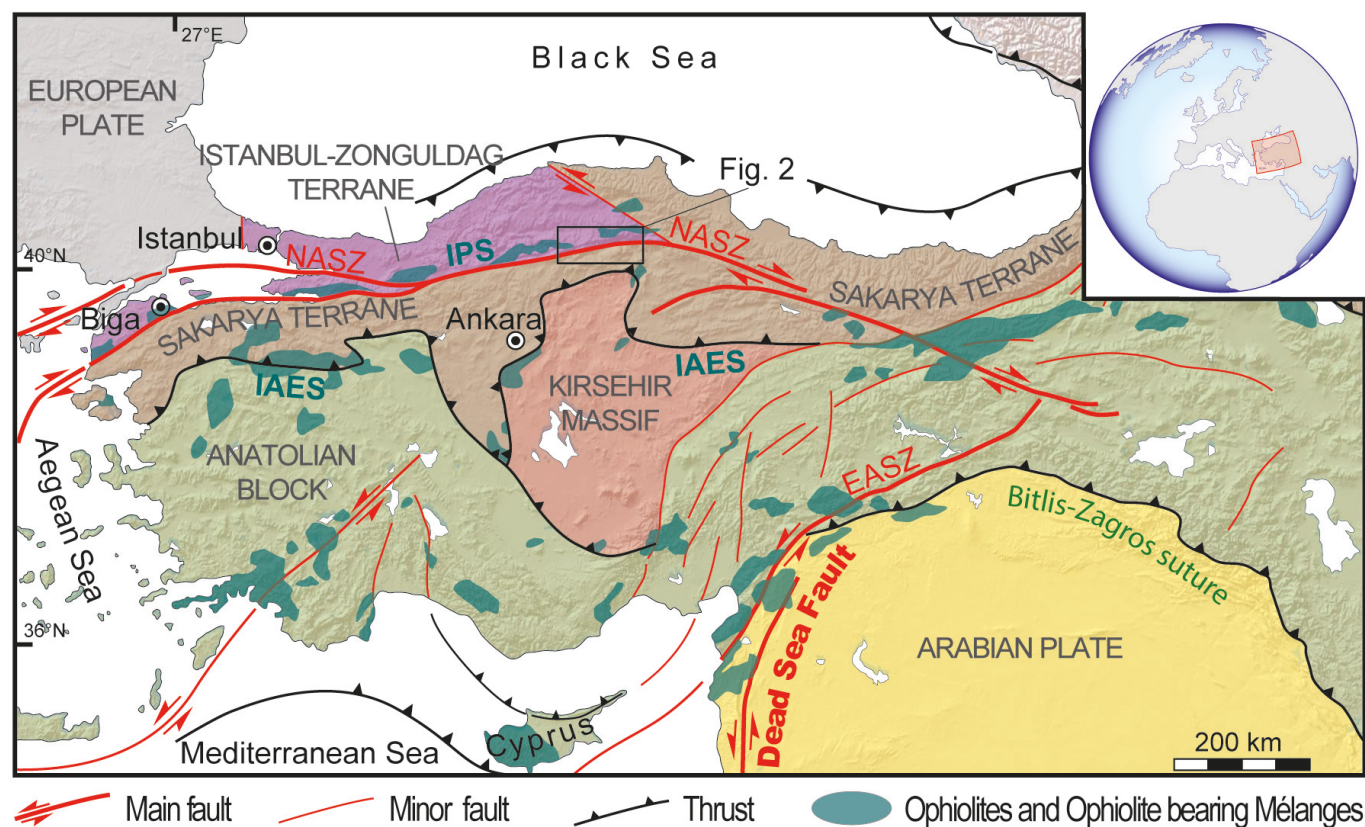 27°E
Black Sea
EUROPEAN
PLATE
ISTANBUL-ZONGULDAG
TERRANE
Fig. 2
Istanbul
NASZ
IPS
NASZ
40°N
Biga
SAKARYA TERRANE
Ankara
SAKARYA TERRANE
IAES
IAES
KIRSEHIR
MASSIF
ANATOLIAN
BLOCK
Aegean Sea
EASZ
Bitlis-Zagros
suture
36°N
Dead Sea Fault
ARABIAN PLATE
Cyprus
Mediterranean Sea
200 km
Main fault
Minor fault
Thrust
Ophiolites and Ophiolite bearing Mélanges